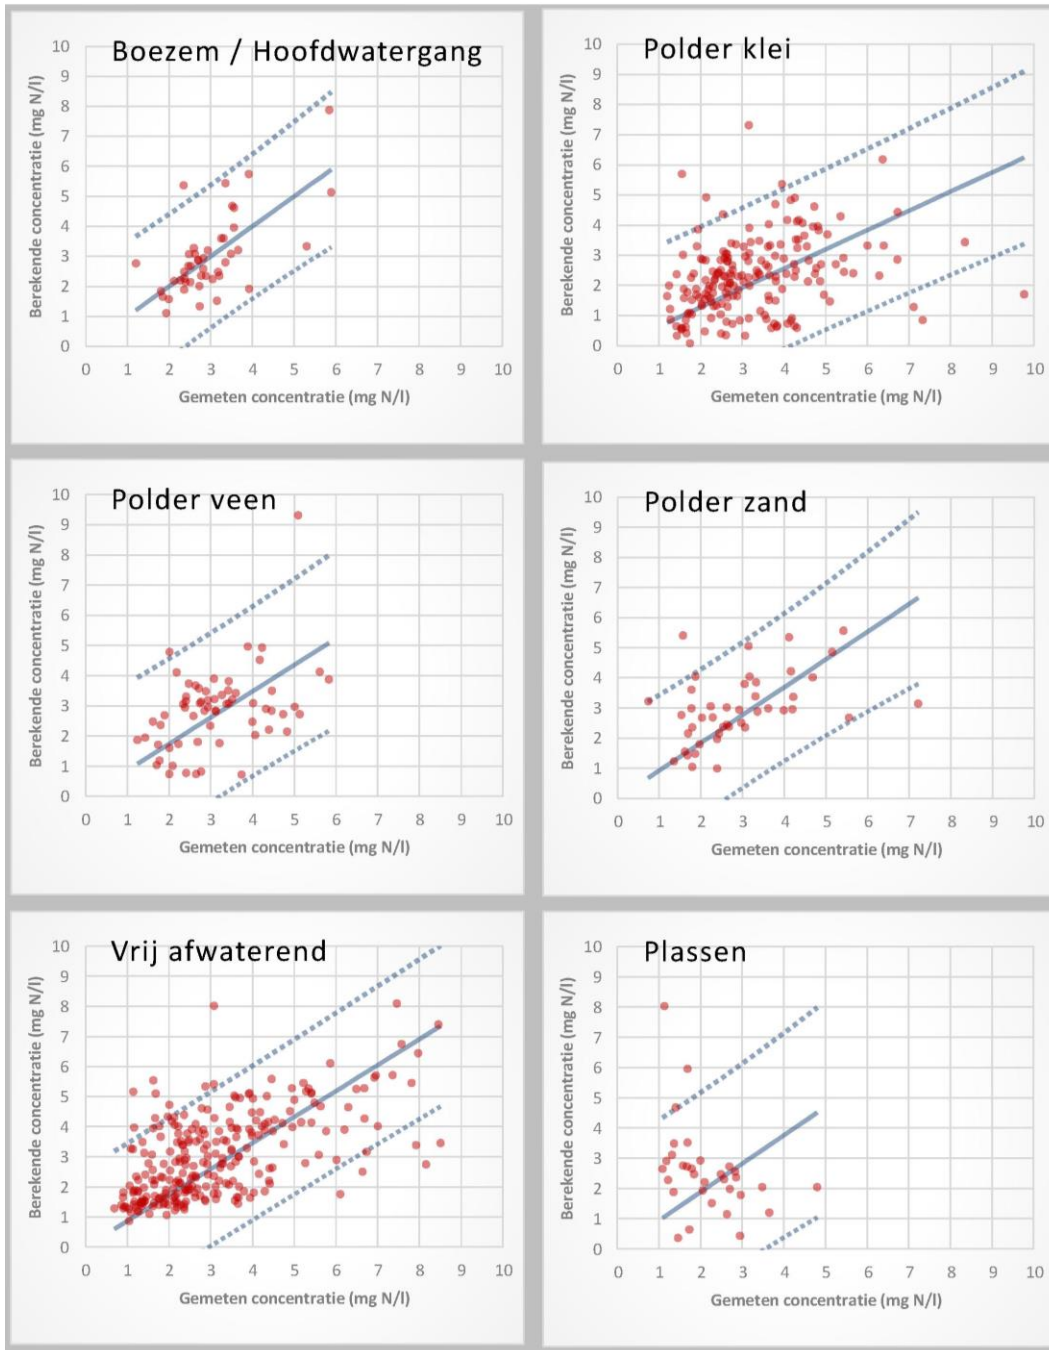 Boezem / Hoofdwatergang
10
9
8
7
6
5
4
3
2
1
0
Berekende concentratie (mg N/l)
0 1 2 3 4 5 6 7 8 9 10
Gemeten concentratie (mg N/l)
Polder klei
10
9
8
7
6
5
4
3
2
1
0
Berekende concentratie (mg N/l)
0 1 2 3 4 5 6 7 8 9 10
Gemeten concentratie (mg N/l)
Polder veen
10
9
8
7
6
5
4
3
2
1
0
Berekende concentratie (mg N/l)
0 1 2 3 4 5 6 7 8 9 10
Gemeten concentratie (mg N/l)
Polder zand
10
9
8
7
6
5
4
3
2
1
0
Berekende concentratie (mg N/l)
0 1 2 3 4 5 6 7 8 9 10
Gemeten concentratie (mg N/l)
Vrij afwaterend
10
9
8
7
6
5
4
3
2
1
0
Berekende concentratie (mg N/l)
0 1 2 3 4 5 6 7 8 9 10
Gemeten concentratie (mg N/l)
Plassen
10
9
8
7
6
5
4
3
2
1
0
Berekende concentratie (mg N/l)
0 1 2 3 4 5 6 7 8 9 10
Gemeten concentratie (mg N/l)